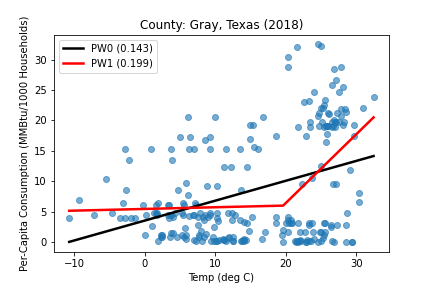 County: Gray, Texas (2018)
PW0 (0.143)
PW1 (0.199)
Per-Capita Consumption (MMBtu/1000 Households)
30
25
20
15
10
5
0
−10
0
10
20
30
Temp (deg C)